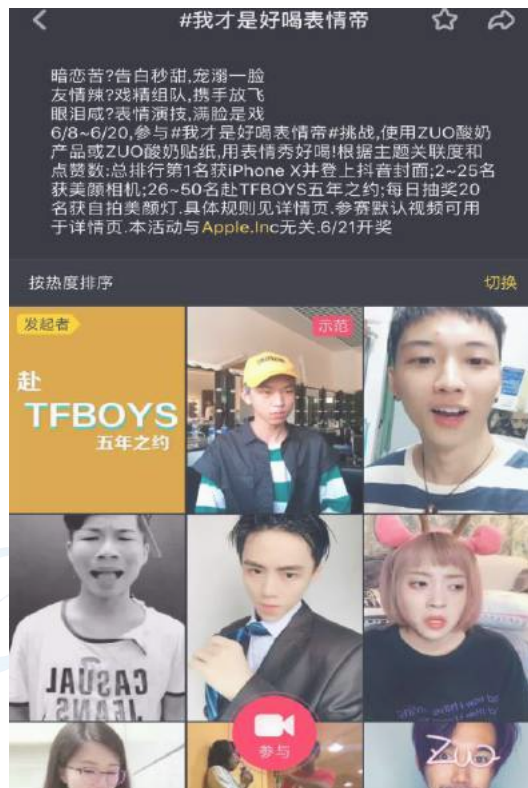 #我才是好喝表情帝
暗恋苦?告白秒甜,宠溺一脸
友情辣?戏精组队,携手放飞
眼泪咸?表情演技,满脸是戏
6/8~6/20,参与#我才是好喝表情帝#挑战,使用ZUO酸奶
产品或ZUO酸奶贴纸,用表情秀好喝!根据主题关联度和
点赞数:总排行第1名获iPhone X并登上抖音封面;2~25名
获美颜相机;26~50名赴TFBOYS五年之约;每日抽奖20
名获自拍美颜灯.具体规则见详情页.参赛默认视频可用
于详情页.本活动与Apple.Inc无关.6/21开奖
按热度排序 切换
发起者 示范
赴
TFBOYS
五年之约
CASUAL
JEANS
参与
ZUO